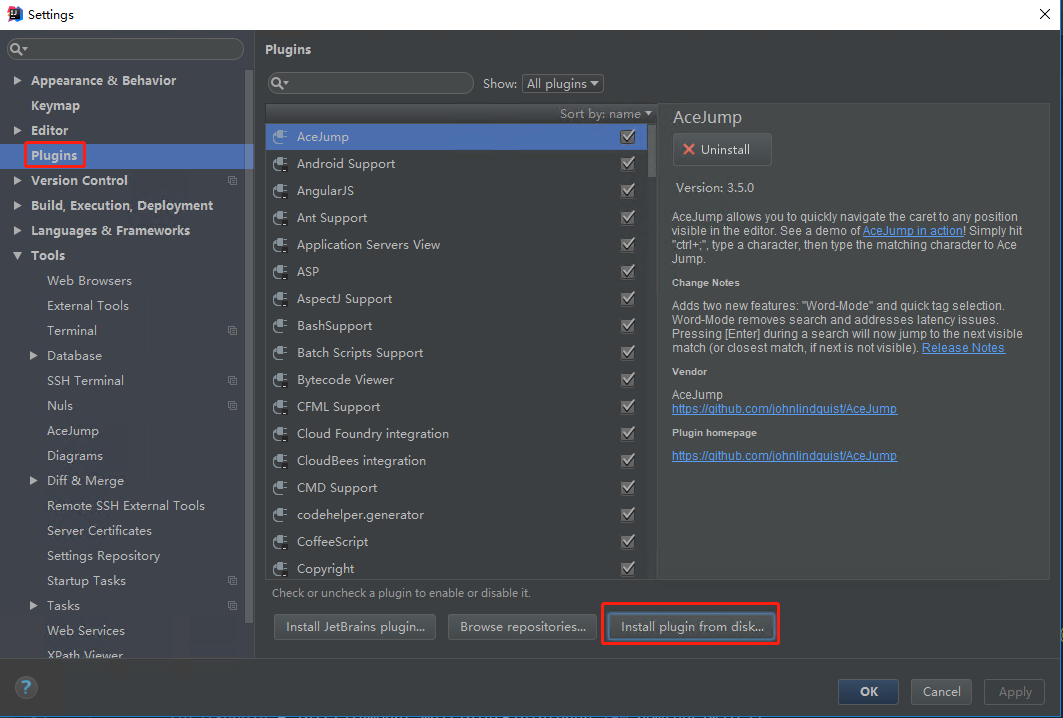 Settings
Appearance & Behavior
Keymap
Editor
Plugins
Version Control
Build, Execution, Deployment
Languages & Frameworks
Tools
Web Browsers
External Tools
Terminal
Database
SSH Terminal
Nuls
AceJump
Diagrams
Diff & Merge
Remote SSH External Tools
Server Certificates
Settings Repository
Startup Tasks
Tasks
Web Services
XPath Viewer
Plugins
Show: All plugins
Sort by: name
AceJump
Android Support
AngularJS
Ant Support
Application Servers View
ASP
AspectJ Support
BashSupport
Batch Scripts Support
Bytecode Viewer
CFML Support
Cloud Foundry integration
CloudBees integration
CMD Support
codehelper.generator
CoffeeScript
Copyright
Check or uncheck a plugin to enable or disable it.
Install JetBrains plugin...
Browse repositories...
Install plugin from disk...
AceJump
Uninstall
Version: 3.5.0
AceJump allows you to quickly navigate the caret to any position
visible in the editor. See a demo of AceJump in action! Simply hit
"ctrl+;", type a character, then type the matching character to Ace
Jump.
Change Notes
Adds two new features: "Word-Mode" and quick tag selection.
Word-Mode removes search and addresses latency issues.
Pressing [Enter] during a search will now jump to the next visible
match (or closest match, if next is not visible). Release Notes
Vendor
AceJump
https://github.com/johnlindquist/AceJump
Plugin homepage
https://github.com/johnlindquist/AceJump
?
OK
Cancel
Apply